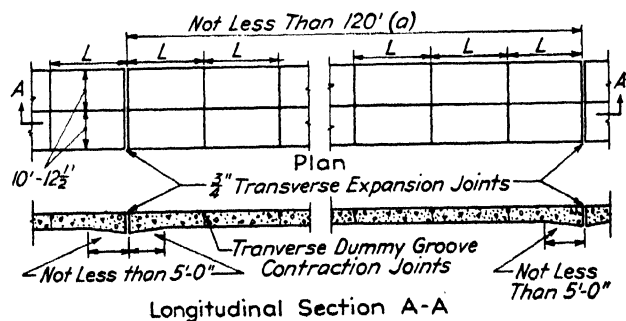 Not Less Than 120' (a)
L L L L L L
A A
10'-12½'
Plan
¾" Transverse Expansion Joints
Tranverse Dummy Groove
Contraction Joints
Not Less than 5'-0"
Not Less
Than 5'-0"
Longitudinal Section A-A